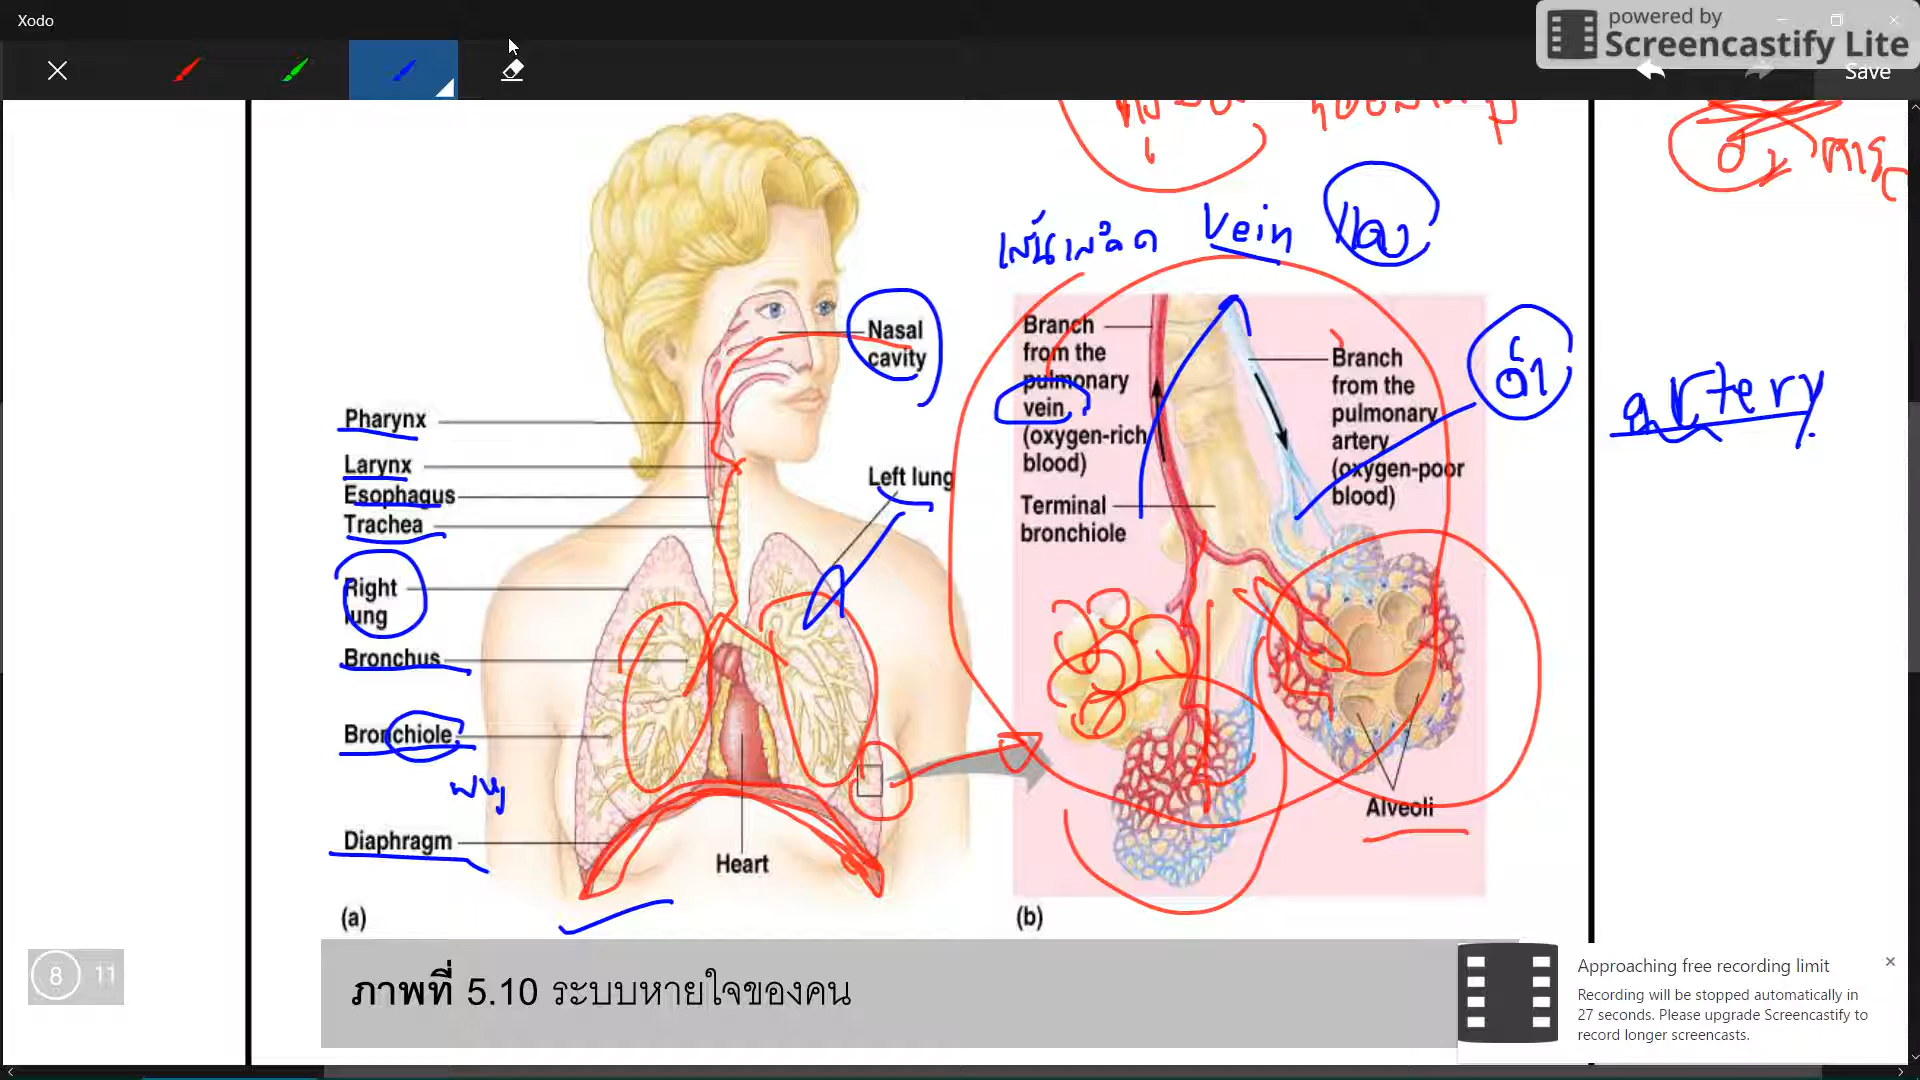 Xodo
powered by
Screencastify Lite
Save
เส้นเลือด vein
Nasal
cavity
Pharynx
Larynx
Esophagus
Trachea
Right
lung
Bronchus
Bronchiole
Diaphragm
Left lung
Heart
(a)
Branch
from the
pulmonary
vein
(oxygen-rich
blood)
Terminal
bronchiole
Branch
from the
pulmonary
artery
(oxygen-poor
blood)
artery
Alveoli
(b)
8 11
ภาพที่ 5.10 ระบบหายใจของคน
Approaching free recording limit
Recording will be stopped automatically in
27 seconds. Please upgrade Screencastify to
record longer screencasts.